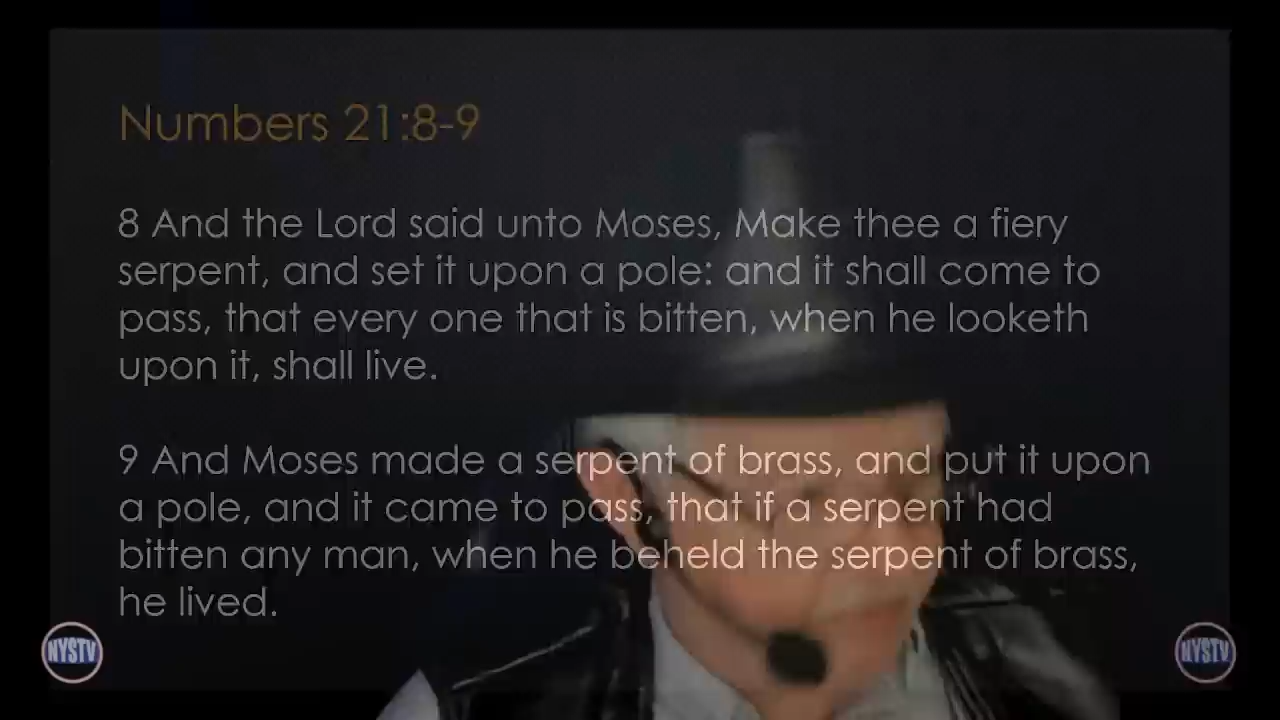 Numbers 21:8-9
8 And the Lord said unto Moses, Make thee a fiery
serpent, and set it upon a pole: and it shall come to
pass, that every one that is bitten, when he looketh
upon it, shall live.
9 And Moses made a serpent of brass, and put it upon
a pole, and it came to pass, that if a serpent had
bitten any man, when he beheld the serpent of brass,
he lived.
NYSTV
NYSTV